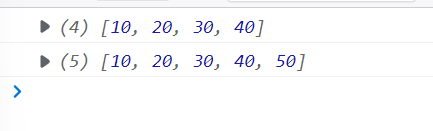 (4) [10, 20, 30, 40]
(5) [10, 20, 30, 40, 50]